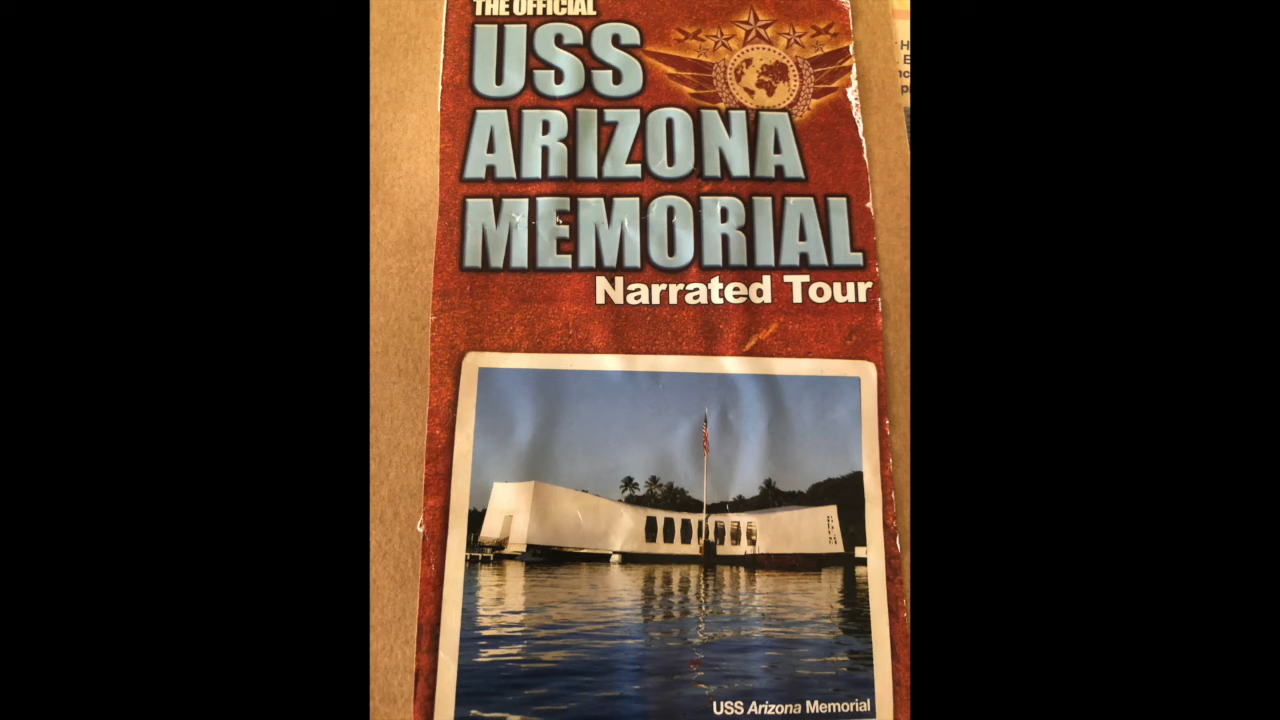 THE OFFICIAL
USS
ARIZONA
MEMORIAL
Narrated Tour
USS Arizona Memorial